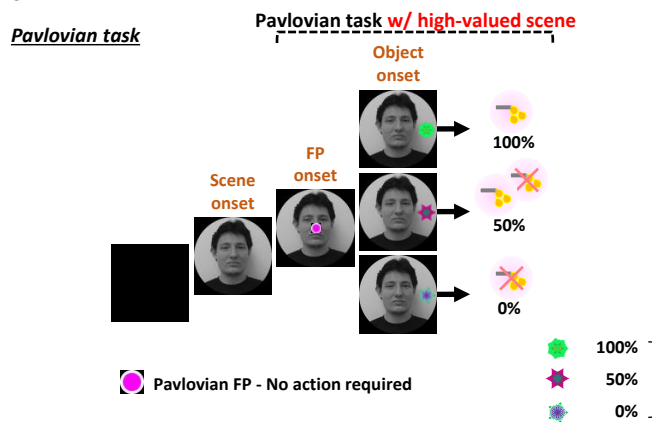 Pavlovian task w/ high-valued scene
Pavlovian task
Object
onset
100%
FP
onset
Scene
onset
50%
0%
100%
Pavlovian FP - No action required
50%
0%